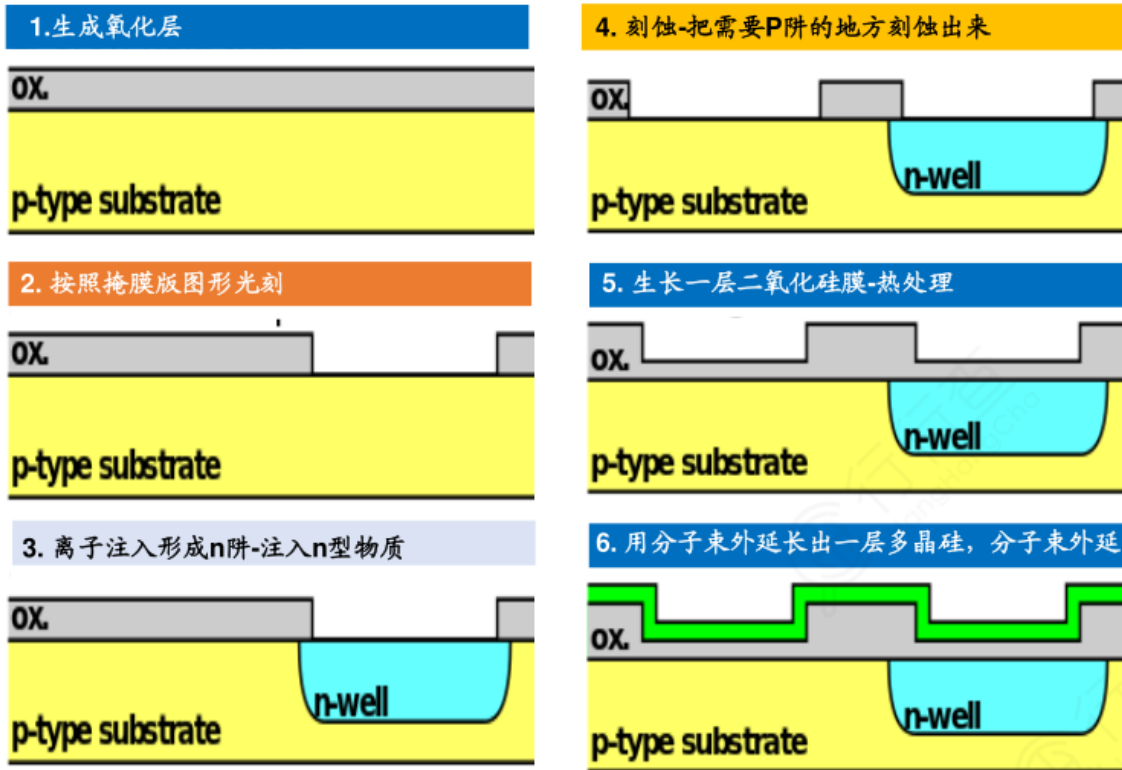 1.生成氧化层
ox.
p-type substrate
2. 按照掩膜版图形光刻
ox.
p-type substrate
3. 离子注入形成n阱-注入n型物质
ox.
n-well
p-type substrate
4. 刻蚀-把需要P阱的地方刻蚀出来
ox.
n-well
p-type substrate
5. 生长一层二氧化硅膜-热处理
ox.
n-well
p-type substrate
6. 用分子束外延长出一层多晶硅，分子束外延
ox.
n-well
p-type substrate
行行查